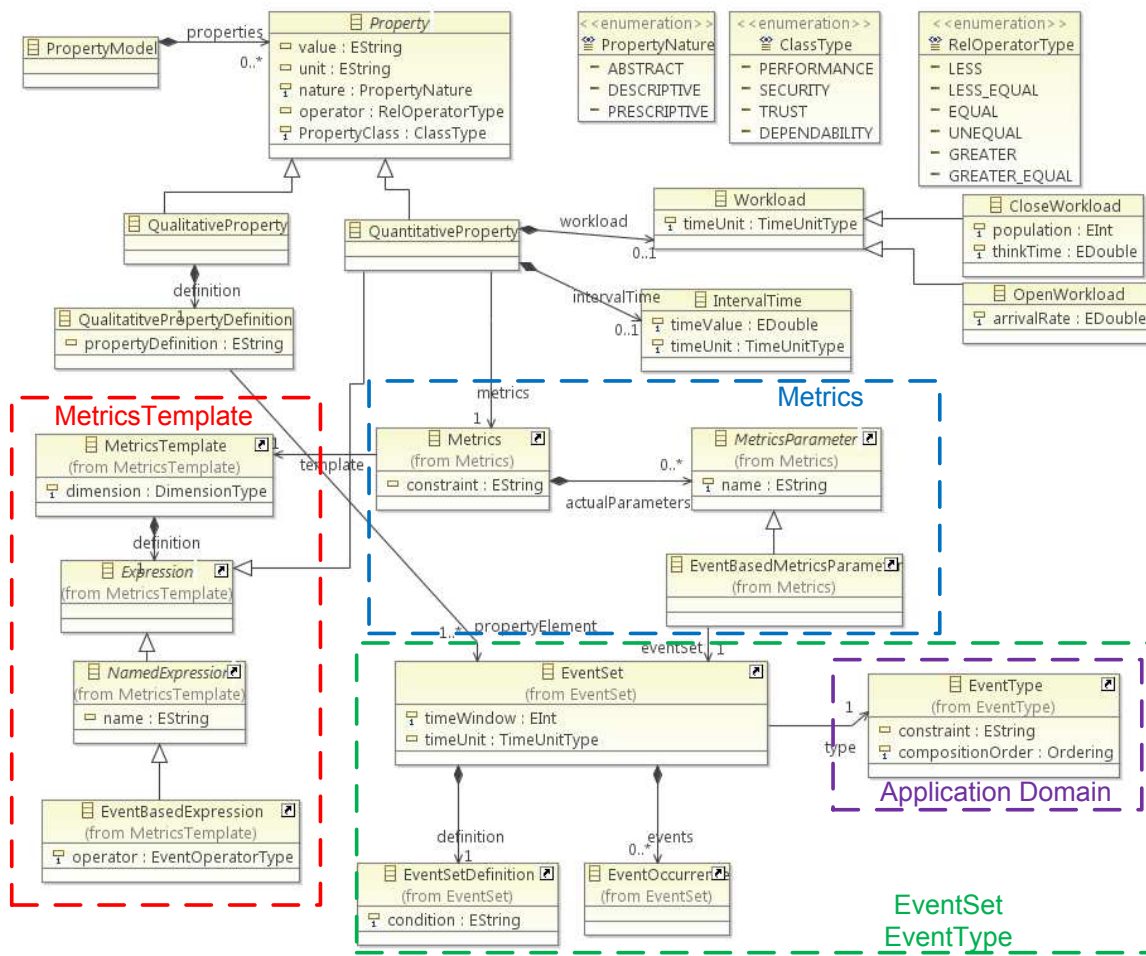 PropertyModel
properties
0..*
Property
value : EString
unit : EString
nature : PropertyNature
operator : RelOperatorType
PropertyClass : ClassType
<<enumeration>>
PropertyNature
ABSTRACT
DESCRIPTIVE
PRESCRIPTIVE
<<enumeration>>
ClassType
PERFORMANCE
SECURITY
TRUST
DEPENDABILITY
<<enumeration>>
RelOperatorType
LESS
LESS_EQUAL
EQUAL
UNEQUAL
GREATER
GREATER_EQUAL
QualitativeProperty
QuantitativeProperty
workload
0..1
Workload
timeUnit : TimeUnitType
CloseWorkload
population : EInt
thinkTime : EDouble
OpenWorkload
arrivalRate : EDouble
definition
1
QualitatitvePropertyDefinition
propertyDefinition : EString
intervalTime
0..1
IntervalTime
timeValue : EDouble
timeUnit : TimeUnitType
metrics
1
Metrics
MetricsTemplate
MetricsTemplate
(from MetricsTemplate)
dimension : DimensionType
1
template
Metrics
(from Metrics)
constraint : EString
0..*
actualParameters
MetricsParameter
(from Metrics)
name : EString
definition
1
Expression
(from MetricsTemplate)
EventBasedMetricsParameter
(from Metrics)
1..*
propertyElement
eventSet
1
NamedExpression
(from MetricsTemplate)
name : EString
EventSet
(from EventSet)
timeWindow : EInt
timeUnit : TimeUnitType
1
type
EventType
(from EventType)
constraint : EString
compositionOrder : Ordering
Application Domain
EventBasedExpression
(from MetricsTemplate)
operator : EventOperatorType
definition
1
events
0..*
EventSetDefinition
(from EventSet)
condition : EString
EventOccurrence
(from EventSet)
EventSet
EventType